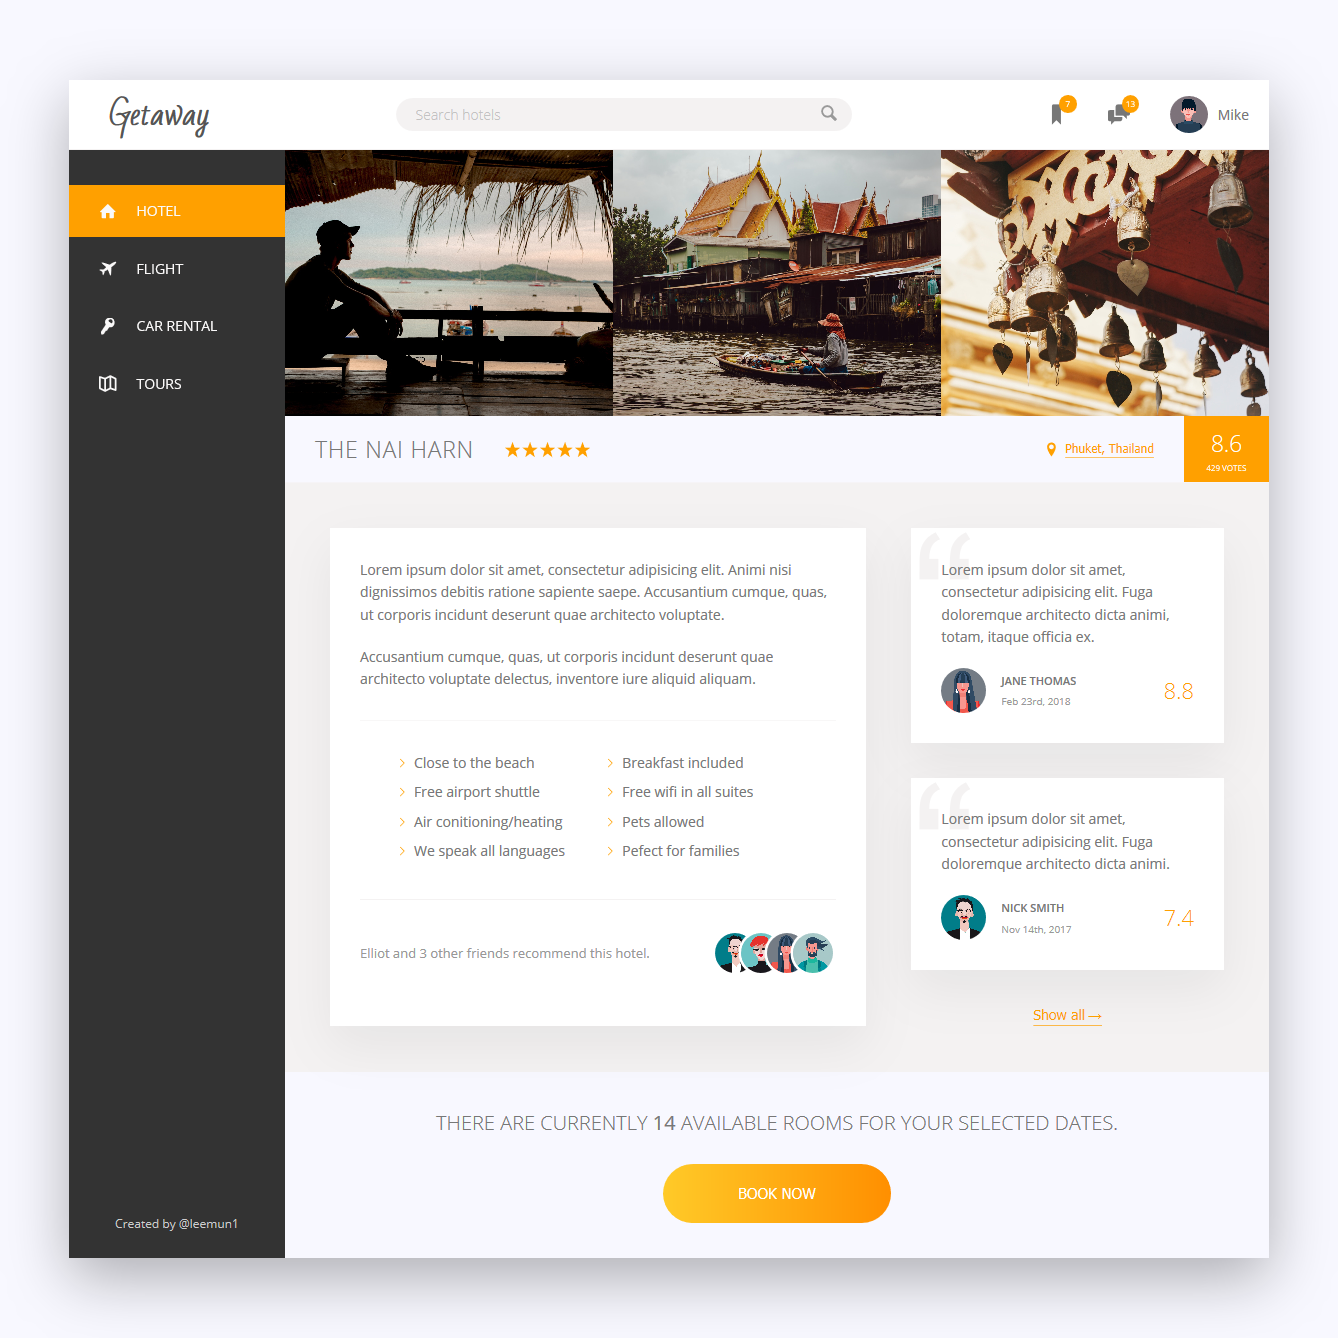 Getaway
Search hotels
7
13
Mike
HOTEL
FLIGHT
CAR RENTAL
TOURS
THE NAI HARN
Phuket, Thailand
8.6
429 VOTES
Lorem ipsum dolor sit amet, consectetur adipisicing elit. Animi nisi
dignissimos debitis ratione sapiente saepe. Accusantium cumque, quas,
ut corporis incidunt deserunt quae architecto voluptate.
Accusantium cumque, quas, ut corporis incidunt deserunt quae
architecto voluptate delectus, inventore iure aliquid aliquam.
Close to the beach
Free airport shuttle
Air conitioning/heating
We speak all languages
Breakfast included
Free wifi in all suites
Pets allowed
Pefect for families
Elliot and 3 other friends recommend this hotel.
“
Lorem ipsum dolor sit amet,
consectetur adipisicing elit. Fuga
doloremque architecto dicta animi,
totam, itaque officia ex.
JANE THOMAS
Feb 23rd, 2018
8.8
“
Lorem ipsum dolor sit amet,
consectetur adipisicing elit. Fuga
doloremque architecto dicta animi.
NICK SMITH
Nov 14th, 2017
7.4
Show all →
THERE ARE CURRENTLY 14 AVAILABLE ROOMS FOR YOUR SELECTED DATES.
BOOK NOW
Created by @leemun1